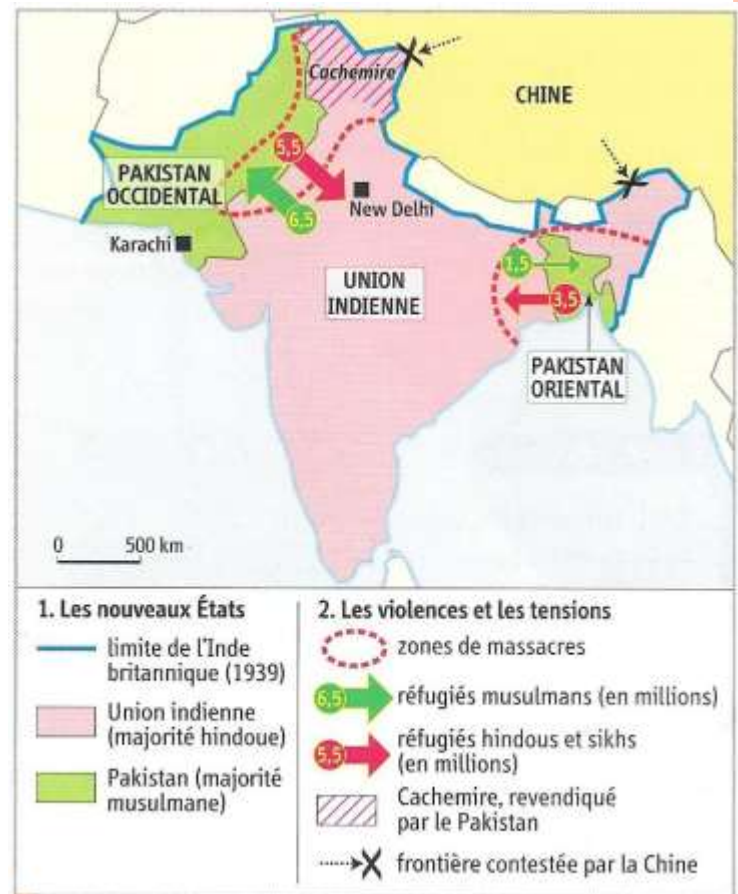 Cachemire
CHINE
5,5
PAKISTAN
OCCIDENTAL
6,5
New Delhi
Karachi
UNION
INDIENNE
1,5
3,5
PAKISTAN
ORIENTAL
0 500 km
1. Les nouveaux États
limite de l'Inde
britannique (1939)
Union indienne
(majorité hindoue)
Pakistan (majorité
musulmane)
2. Les violences et les tensions
zones de massacres
6,5 réfugiés musulmans (en millions)
5,5 réfugiés hindous et sikhs
(en millions)
Cachemire, revendiqué
par le Pakistan
frontière contestée par la Chine